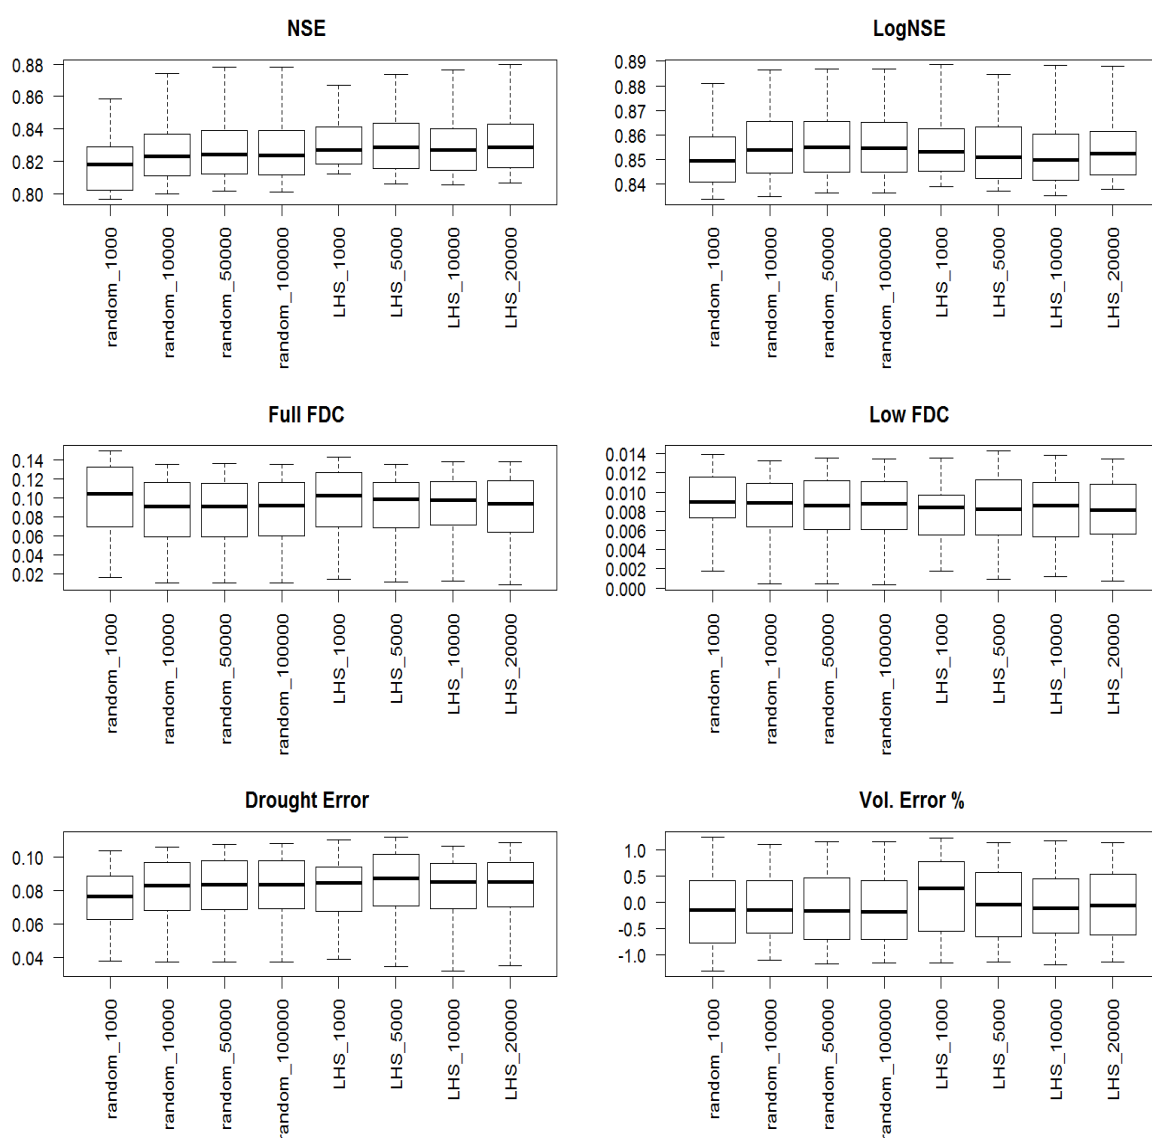 NSE
0.88
0.86
0.84
0.82
0.80
random_1000
random_10000
random_50000
random_100000
LHS_1000
LHS_5000
LHS_10000
LHS_20000
LogNSE
0.89
0.88
0.87
0.86
0.85
0.84
random_1000
random_10000
random_50000
random_100000
LHS_1000
LHS_5000
LHS_10000
LHS_20000
Full FDC
0.14
0.12
0.10
0.08
0.06
0.04
0.02
random_1000
random_10000
random_50000
random_100000
LHS_1000
LHS_5000
LHS_10000
LHS_20000
Low FDC
0.014
0.012
0.010
0.008
0.006
0.004
0.002
0.000
random_1000
random_10000
random_50000
random_100000
LHS_1000
LHS_5000
LHS_10000
LHS_20000
Drought Error
0.10
0.08
0.06
0.04
random_1000
random_10000
random_50000
random_100000
LHS_1000
LHS_5000
LHS_10000
LHS_20000
Vol. Error %
1.0
0.5
0.0
-0.5
-1.0
random_1000
random_10000
random_50000
random_100000
LHS_1000
LHS_5000
LHS_10000
LHS_20000